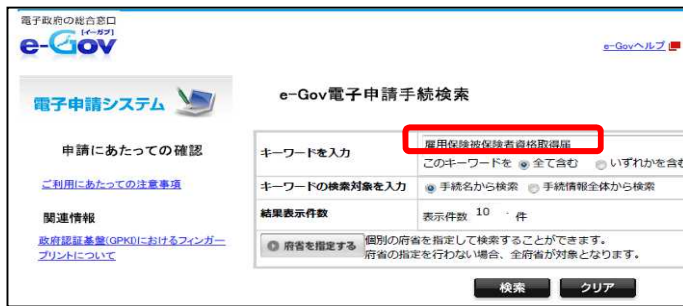 電子政府の総合窓口
[イーガブ]
e-Gov
e-Govヘルプ
電子申請システム
e-Gov電子申請手続検索
申請にあたっての確認
ご利用にあたっての注意事項
関連情報
政府認証基盤(GPKI)におけるフィンガー
プリントについて
キーワードを入力
雇用保険被保険者資格取得届
このキーワードを 全て含む いずれかを含む
キーワードの検索対象を入力
手続名から検索 手続情報全体から検索
結果表示件数
表示件数 10 件
府省を指定する
個別の府省を指定して検索することができます。
府省の指定を行わない場合、全府省が対象となります。
検索 クリア